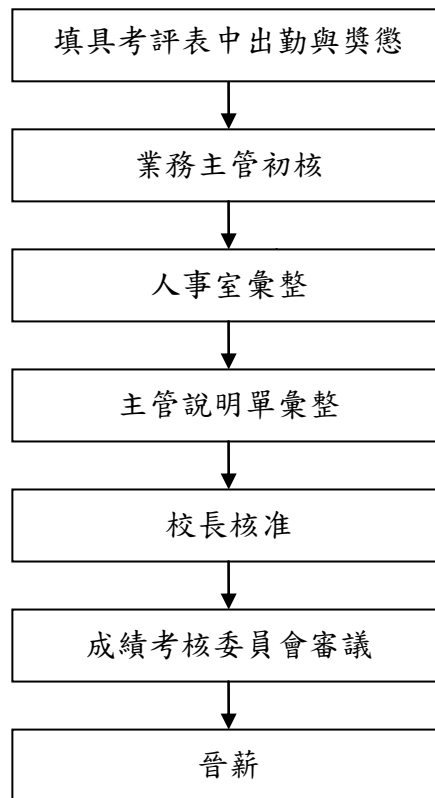 填具考評表中出勤與獎懲
業務主管初核
人事室彙整
主管說明單彙整
校長核准
成績考核委員會審議
晉薪